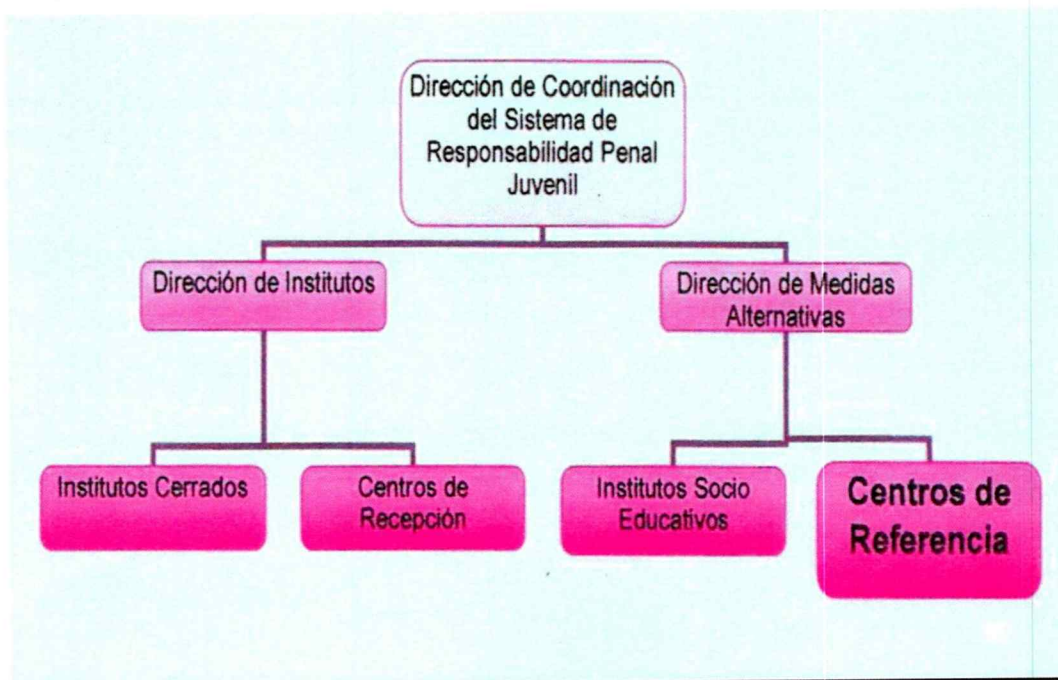 Dirección de Coordinación
del Sistema de
Responsabilidad Penal
Juvenil
Dirección de Institutos
Dirección de Medidas
Alternativas
Institutos Cerrados
Centros de
Recepción
Institutos Socio
Educativos
Centros de
Referencia